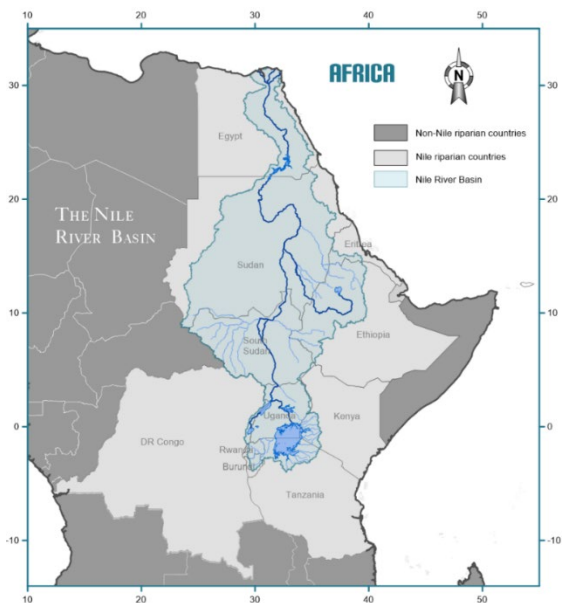 10
20
30
40
50
AFRICA
N
30
30
Non-Nile riparian countries
Nile riparian countries
Nile River Basin
Egypt
20
20
THE NILE
RIVER BASIN
Eritrea
Sudan
10
10
Ethiopia
South
Sudan
0
0
Uganda
Kenya
DR Congo
Rwanda
Burundi
Tanzania
-10
-10
10
20
30
40
50